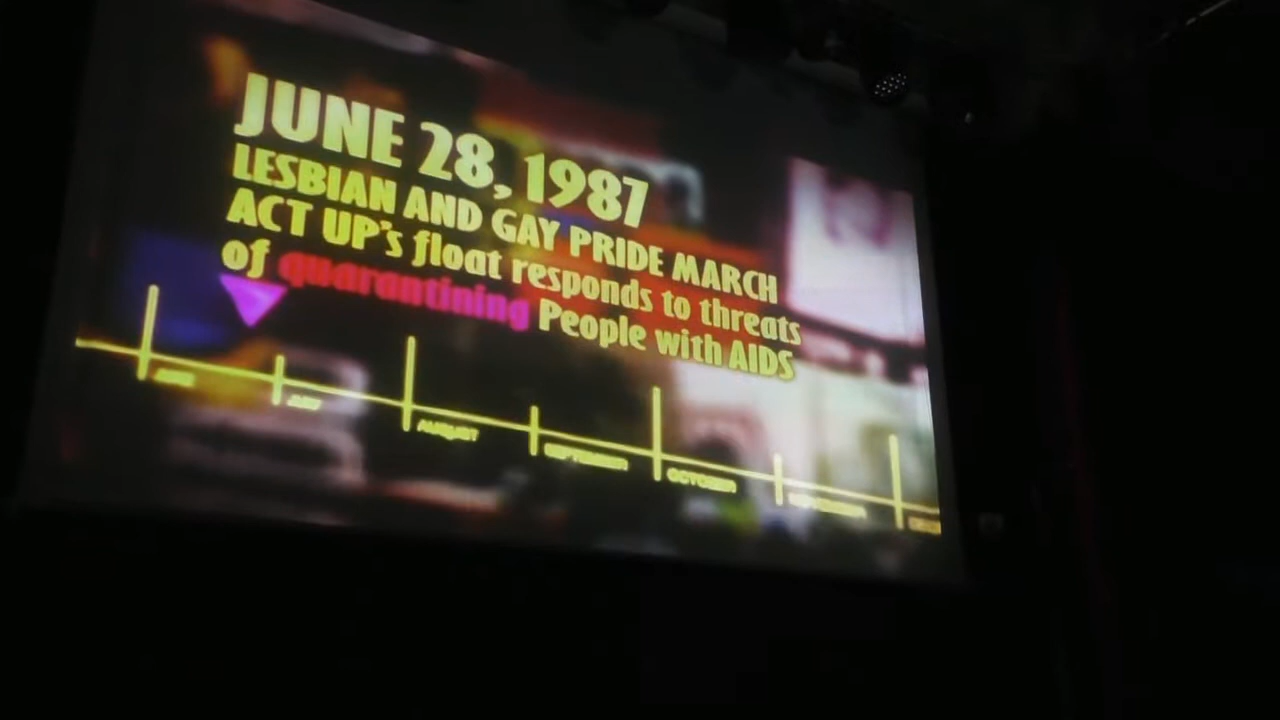 JUNE 28, 1987
LESBIAN AND GAY PRIDE MARCH
ACT UP's float responds to threats
of quarantining People with AIDS
AUGUST
SEPTEMBER
OCTOBER
NOVEMBER